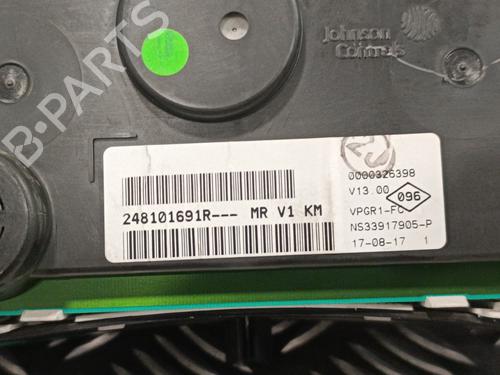 Johnson
Controls
B-PARTS
0000326398
V13.00
096
VPGR1-FC
NS33917905-P
17-08-17 1
248101691R--- MR V1 KM